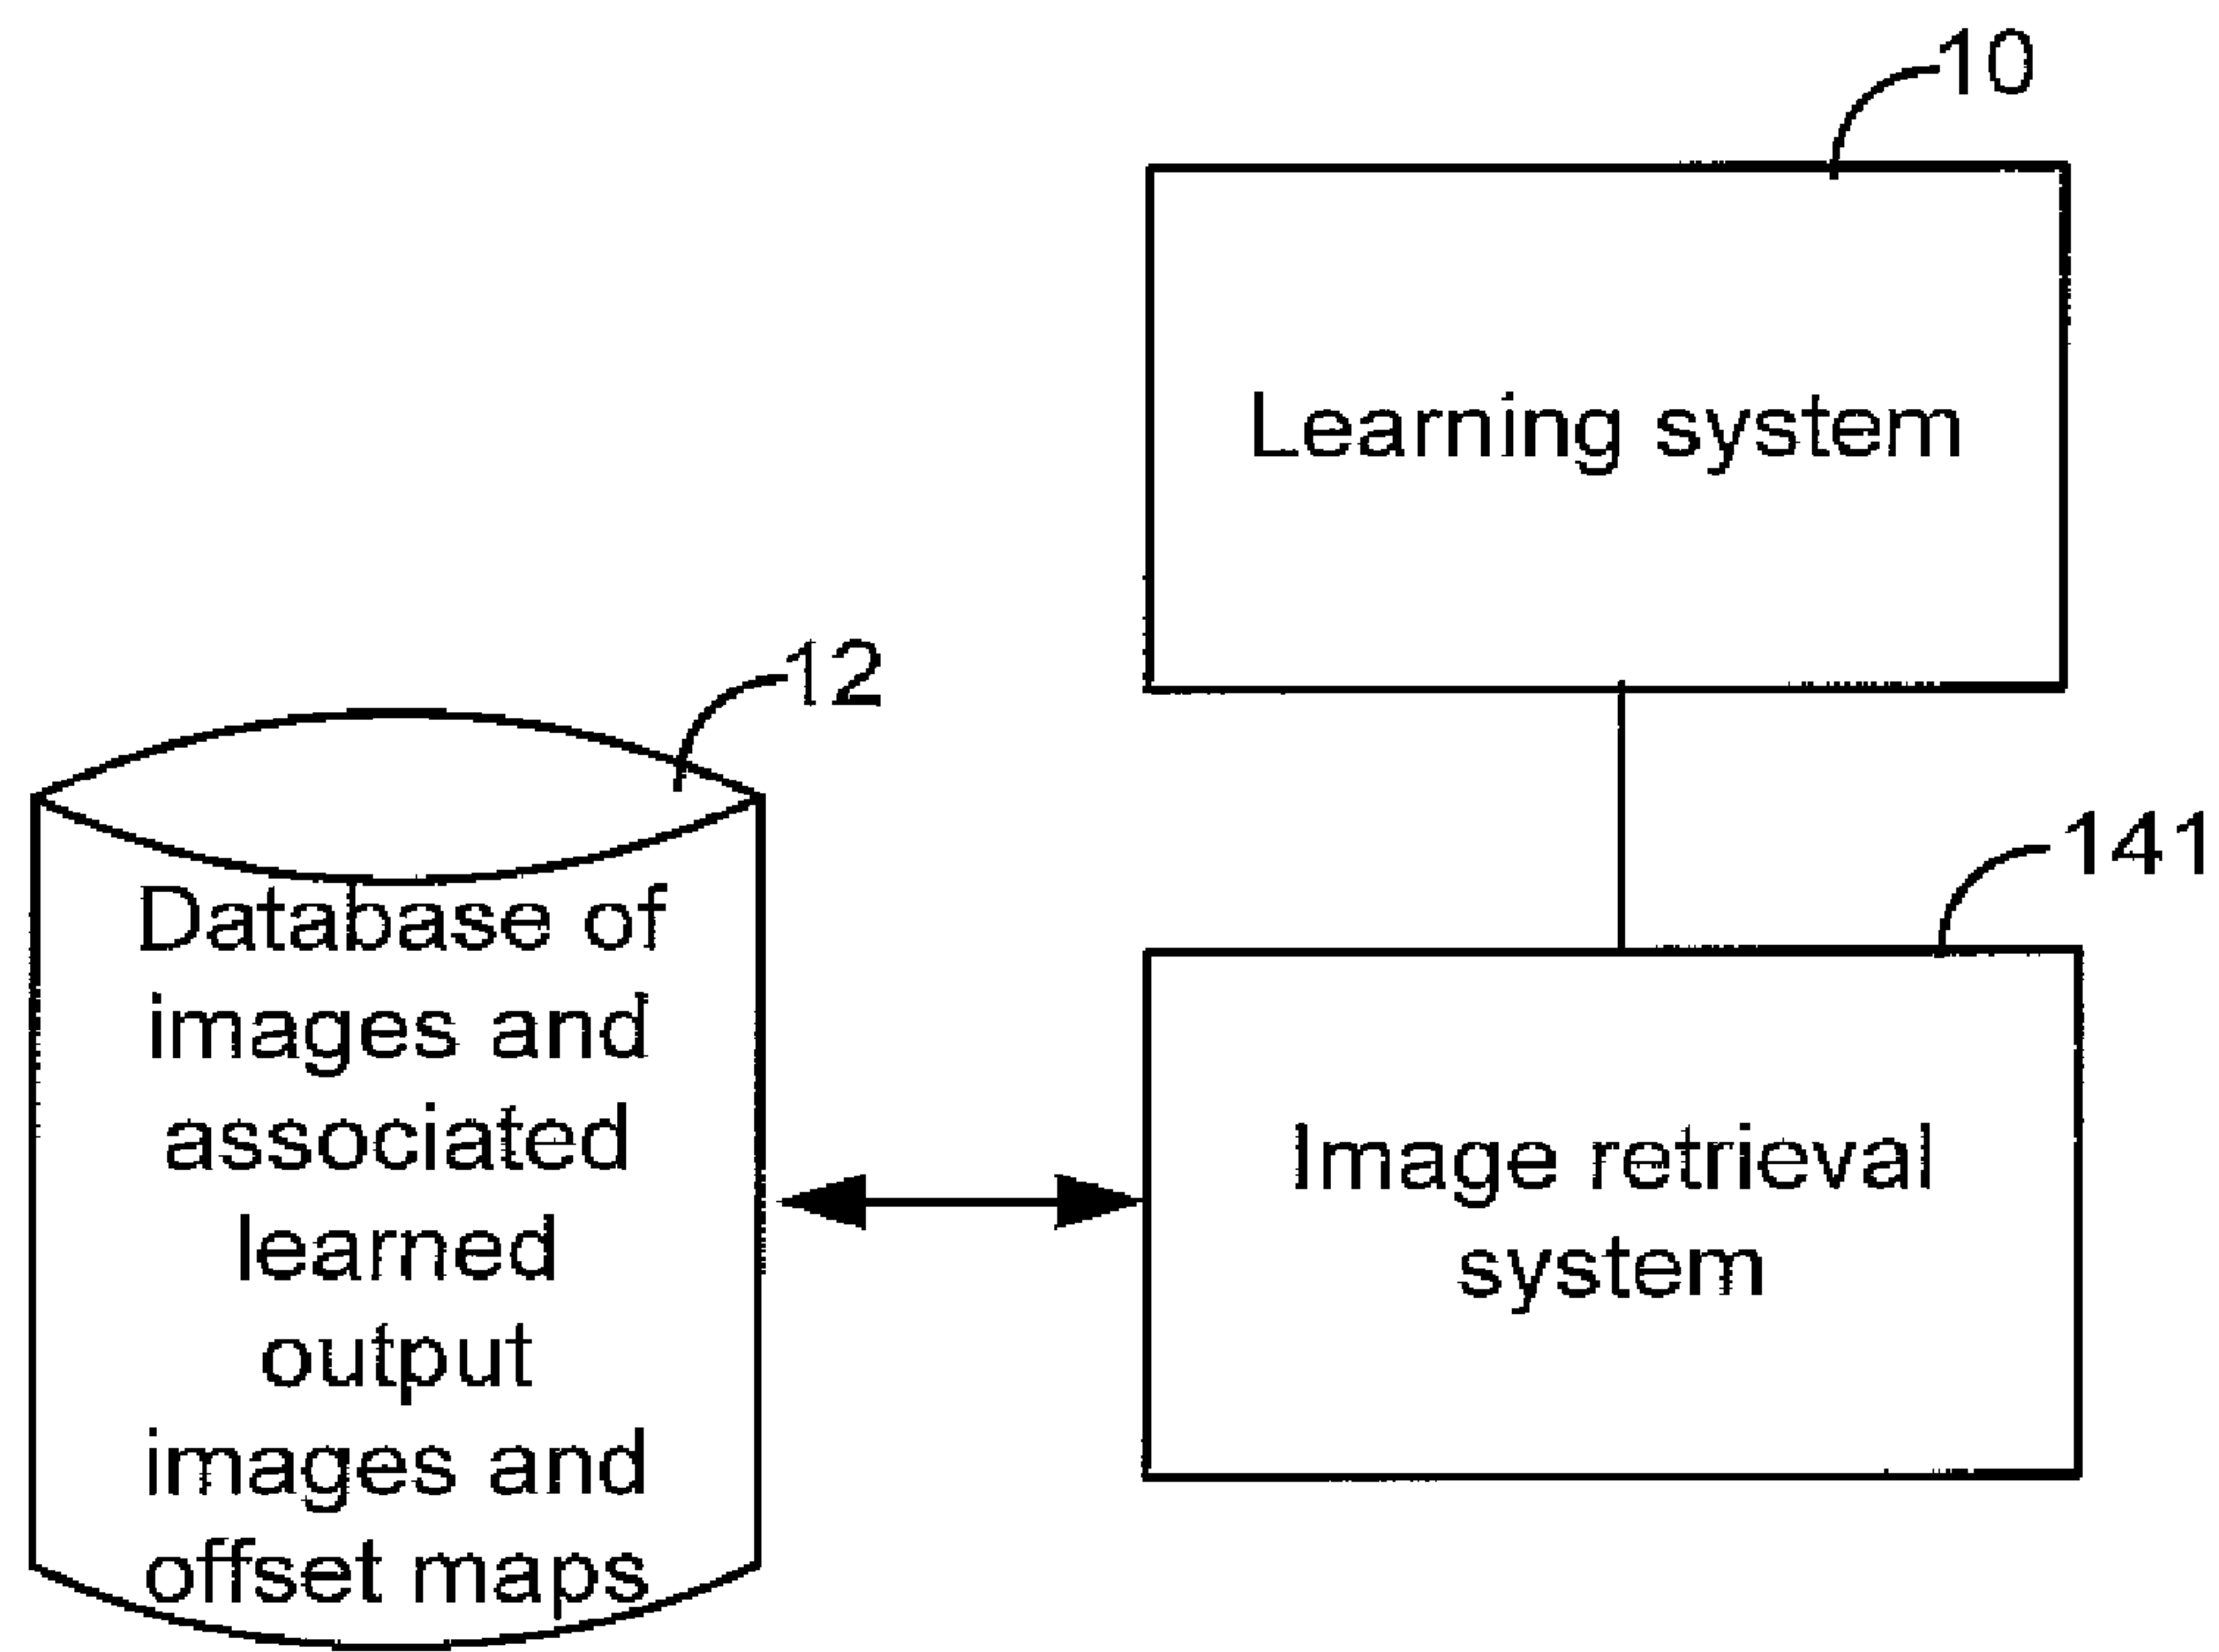 10
Learning system
12
Database of
images and
associated
learned
output
images and
offset maps
141
Image retrieval
system